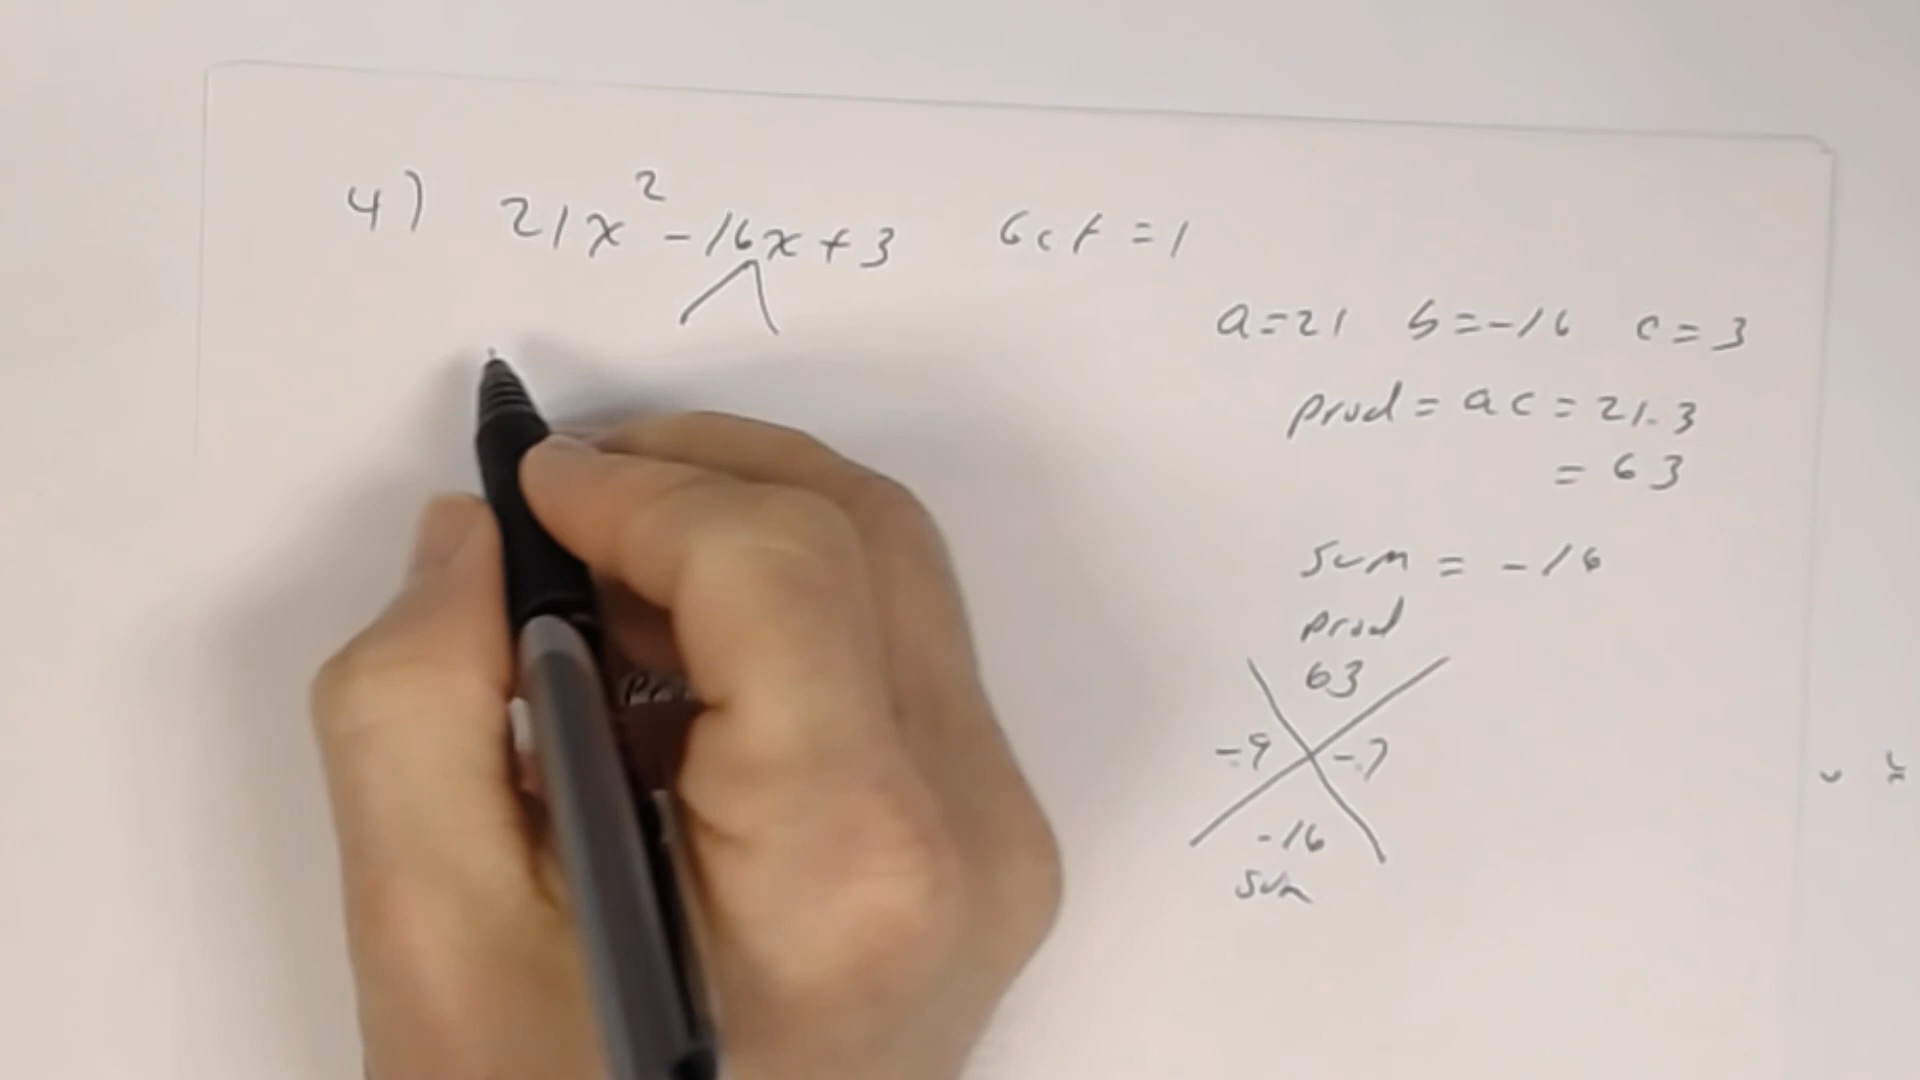 4) 21x² -16x+3 GCF = 1
a=21 b=-16 c=3
prod = ac = 21.3
= 63
sum = -16
prod
63
-9 -7
-16
sum